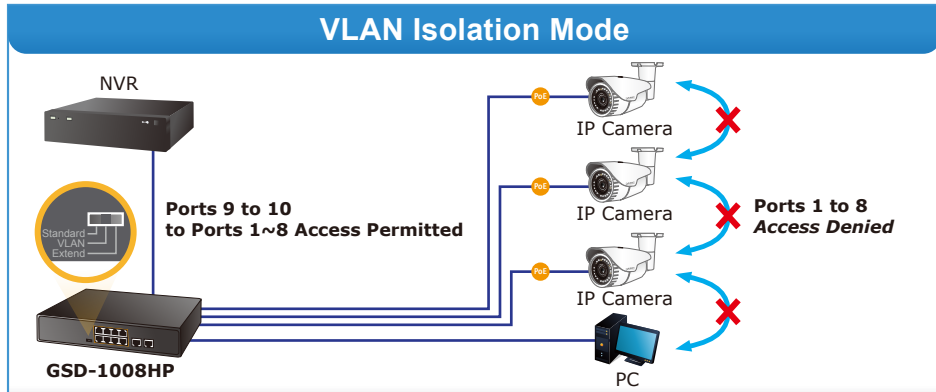 VLAN Isolation Mode
NVR
PoE
IP Camera
Standard
VLAN
Extend
Ports 9 to 10
to Ports 1~8 Access Permitted
PoE
IP Camera
Ports 1 to 8
Access Denied
PoE
IP Camera
GSD-1008HP
PC